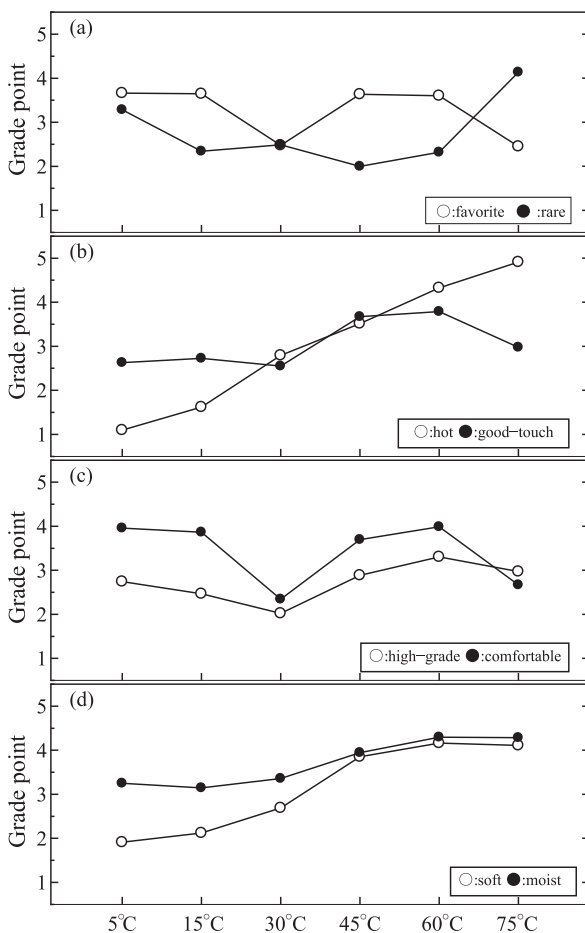 (a)
Grade point
5
4
3
2
1
○:favorite ●:rare
(b)
Grade point
5
4
3
2
1
○:hot ●:good−touch
(c)
Grade point
5
4
3
2
1
○:high−grade ●:comfortable
(d)
Grade point
5
4
3
2
1
○:soft ●:moist
5°C 15°C 30°C 45°C 60°C 75°C